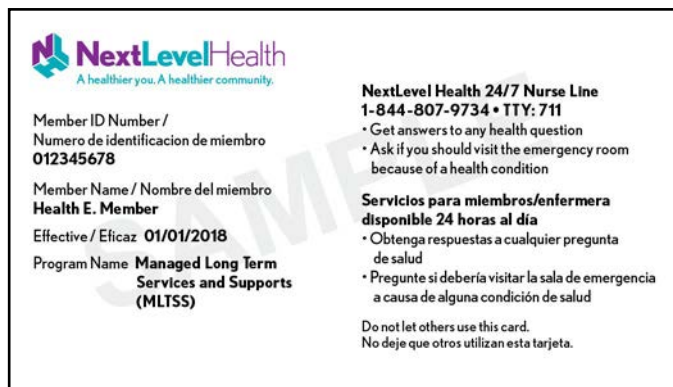 NextLevelHealth
A healthier you. A healthier community.
Member ID Number /
Numero de identificacion de miembro
012345678
Member Name / Nombre del miembro
Health E. Member
Effective / Eficaz 01/01/2018
Program Name Managed Long Term
Services and Supports
(MLTSS)
NextLevel Health 24/7 Nurse Line
1-844-807-9734 • TTY: 711
• Get answers to any health question
• Ask if you should visit the emergency room
because of a health condition
Servicios para miembros/enfermera
disponible 24 horas al día
• Obtenga respuestas a cualquier pregunta
de salud
• Pregunte si debería visitar la sala de emergencia
a causa de alguna condición de salud
Do not let others use this card.
No deje que otros utilizan esta tarjeta.
SAMPLE